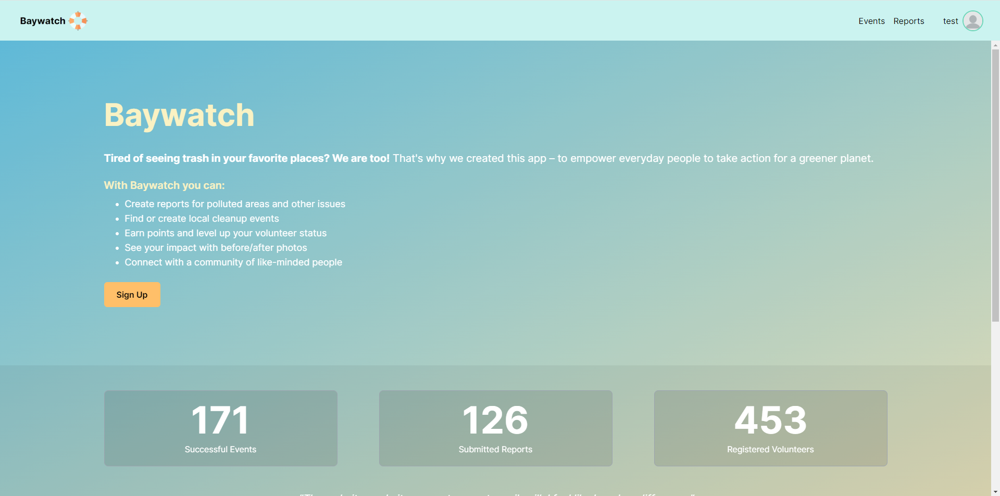 Baywatch
Events Reports test
Baywatch
Tired of seeing trash in your favorite places? We are too! That's why we created this app – to empower everyday people to take action for a greener planet.
With Baywatch you can:
• Create reports for polluted areas and other issues
• Find or create local cleanup events
• Earn points and level up your volunteer status
• See your impact with before/after photos
• Connect with a community of like-minded people
Sign Up
171
Successful Events
126
Submitted Reports
453
Registered Volunteers